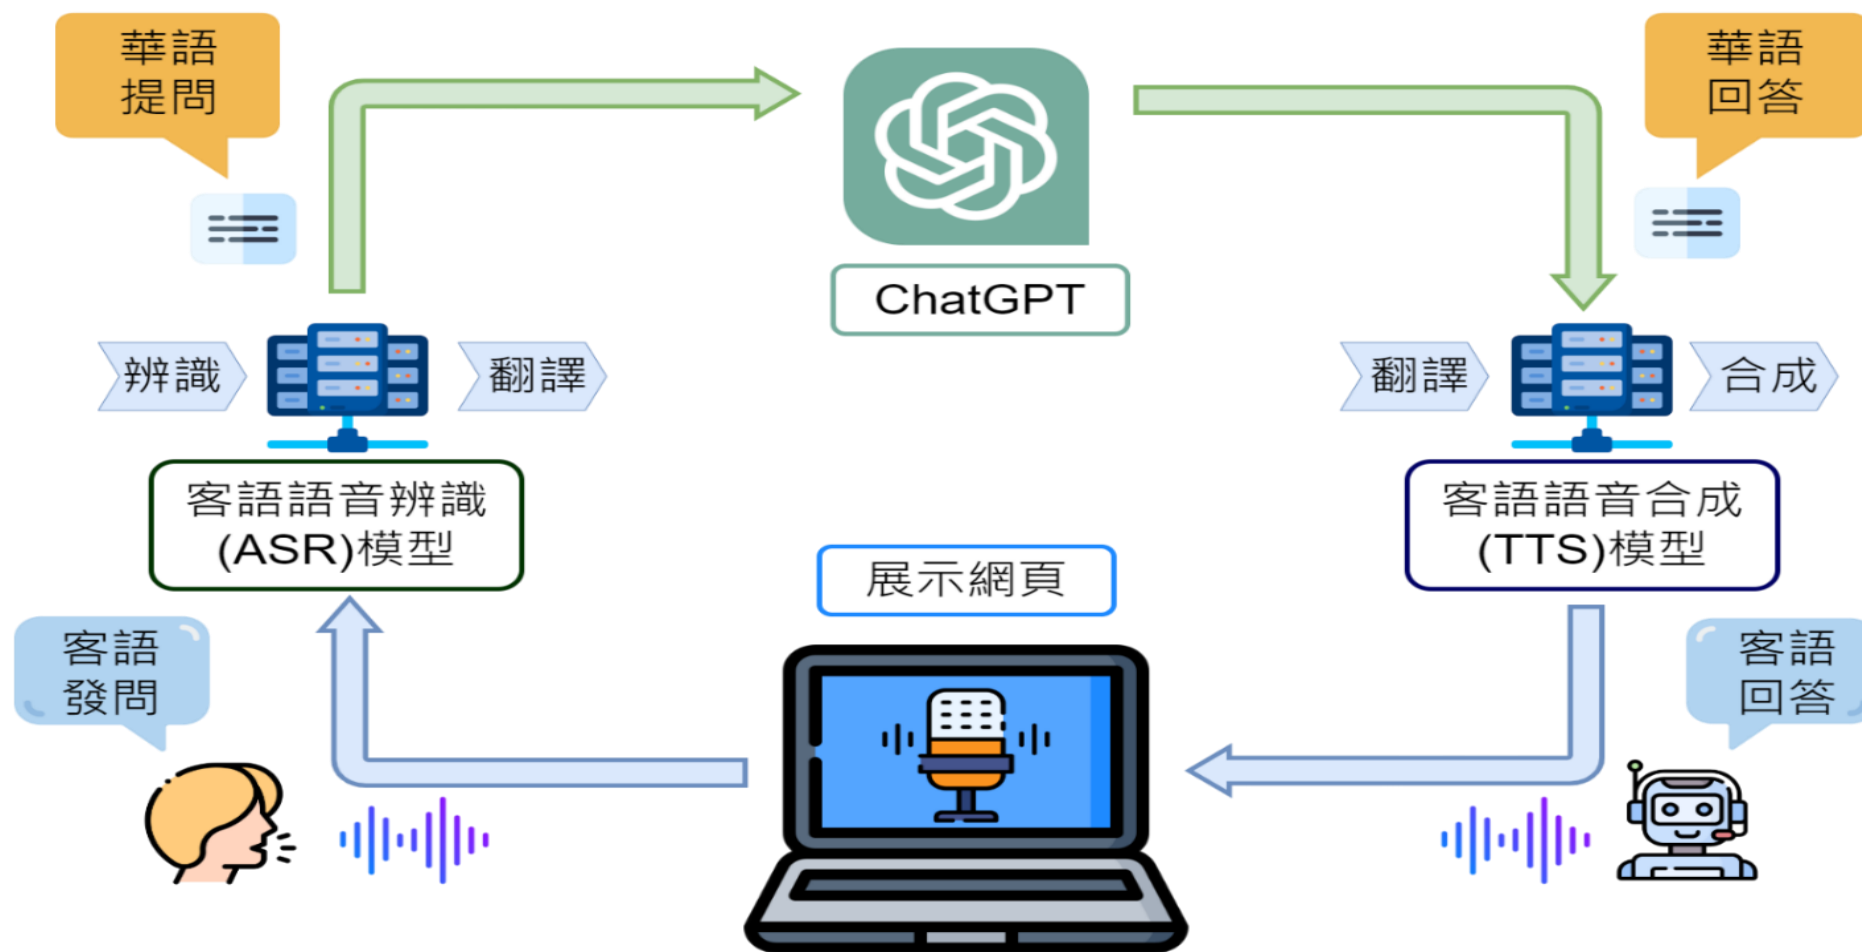 華語
提問
ChatGPT
華語
回答
辨識
翻譯
翻譯
合成
客語語音辨識
(ASR)模型
展示網頁
客語語音合成
(TTS)模型
客語
發問
客語
回答